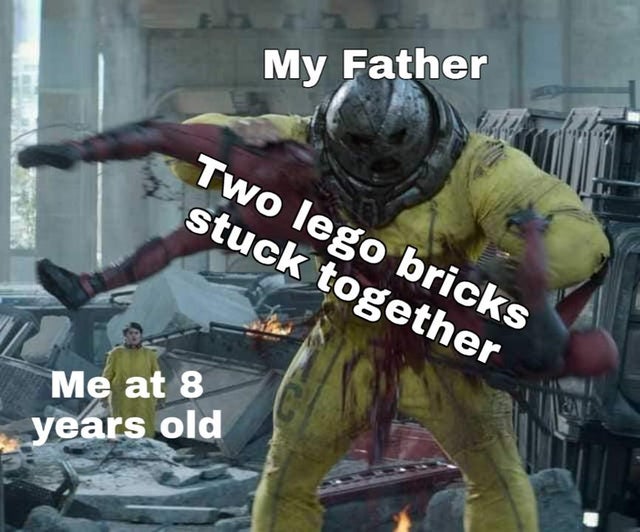 My Father
Two lego bricks
stuck together
Me at 8
years old